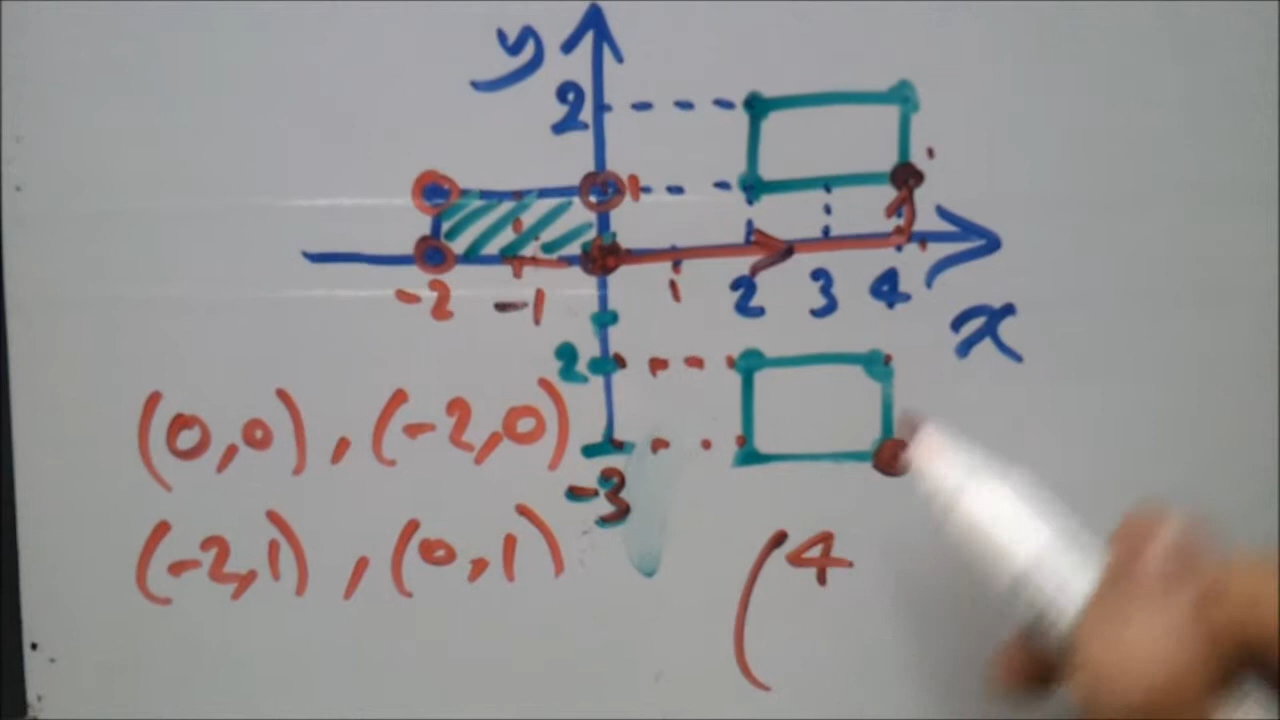 y
2
1
-2 -1 1 2 3 4
x
2
-3
(0,0), (-2,0)
(-2,1), (0,1)
(4